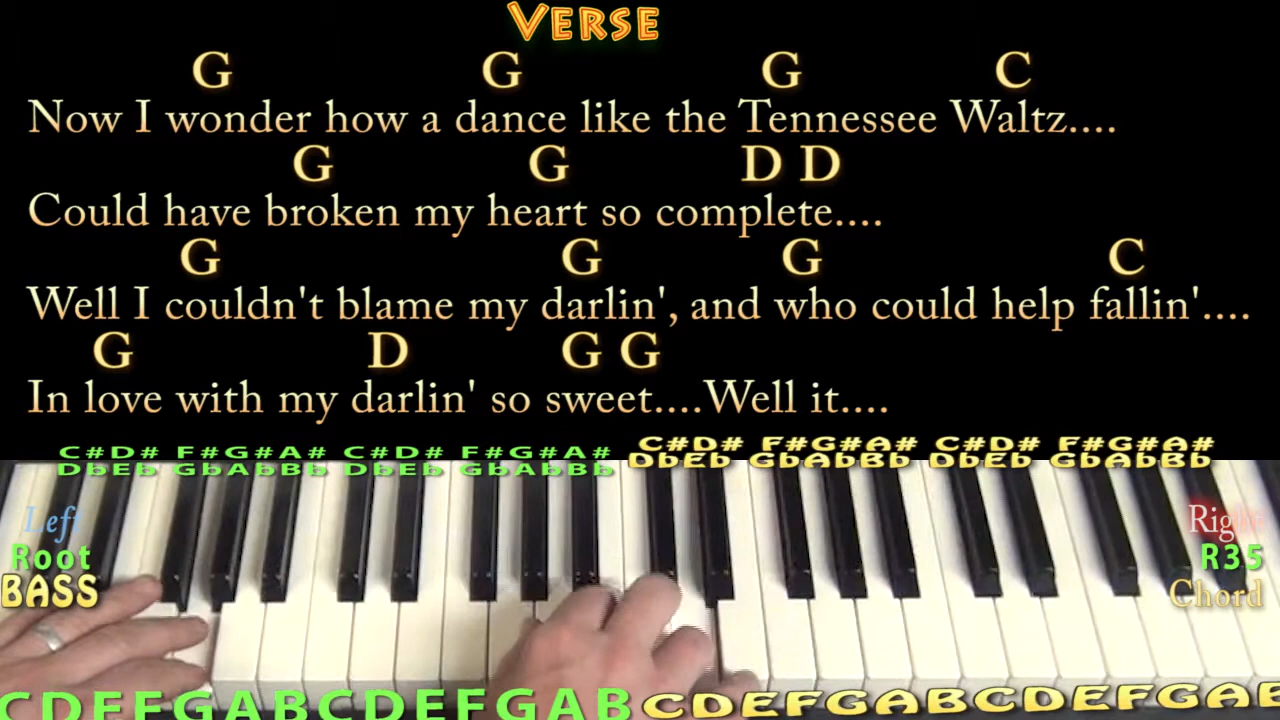 VERSE
G G G C
Now I wonder how a dance like the Tennessee Waltz....
G G D D
Could have broken my heart so complete....
G G G C
Well I couldn't blame my darlin', and who could help fallin'....
G D G G
In love with my darlin' so sweet....Well it....
C#D# F#G#A# C#D# F#G#A# C#D# F#G#A# C#D# F#G#A#
DbEb GbAbBb DbEb GbAbBb DbEb GbAbBb DbEb GbAbBb
Left
Root
BASS
Right
R35
Chord
CDEFGABCDEFGAB CDEFGABCDEFGAB